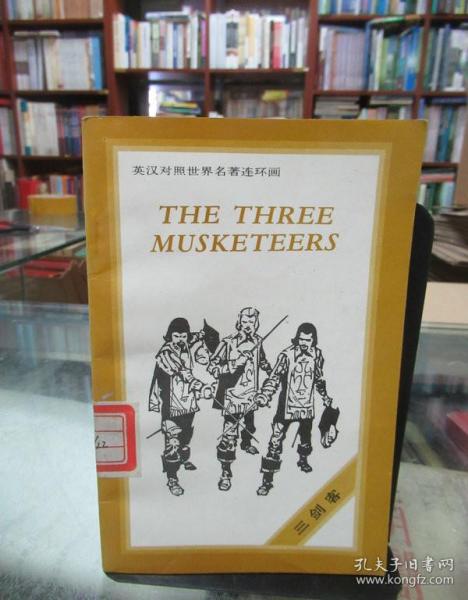 英汉对照世界名著连环画
THE THREE
MUSKETEERS
三剑客
孔夫子旧书网
www.kongfz.com